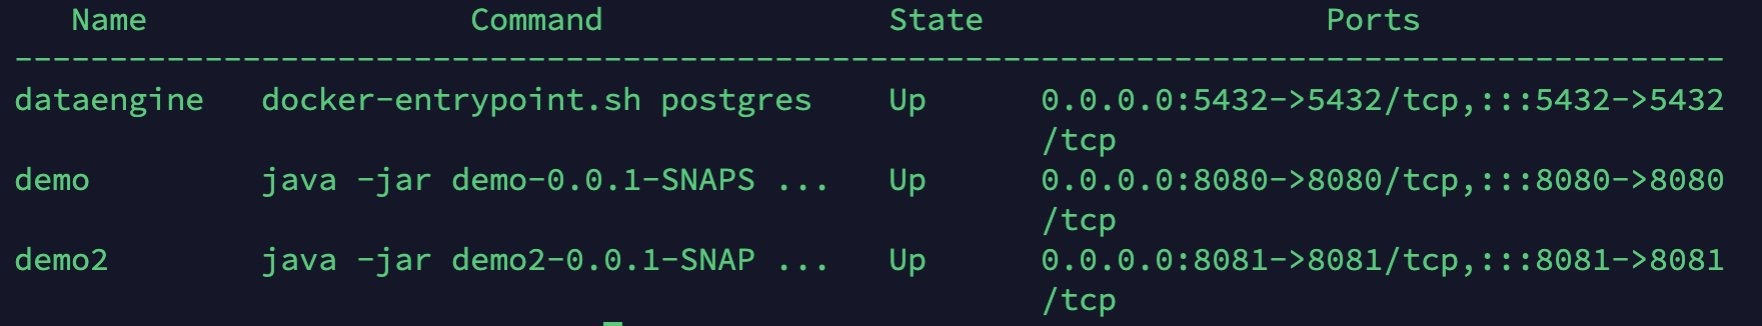 Name Command State Ports
--------------------------------------------------------------------------------------------
dataengine docker-entrypoint.sh postgres Up 0.0.0.0:5432->5432/tcp,:::5432->5432
/tcp
demo java -jar demo-0.0.1-SNAPS ... Up 0.0.0.0:8080->8080/tcp,:::8080->8080
/tcp
demo2 java -jar demo2-0.0.1-SNAP ... Up 0.0.0.0:8081->8081/tcp,:::8081->8081
/tcp